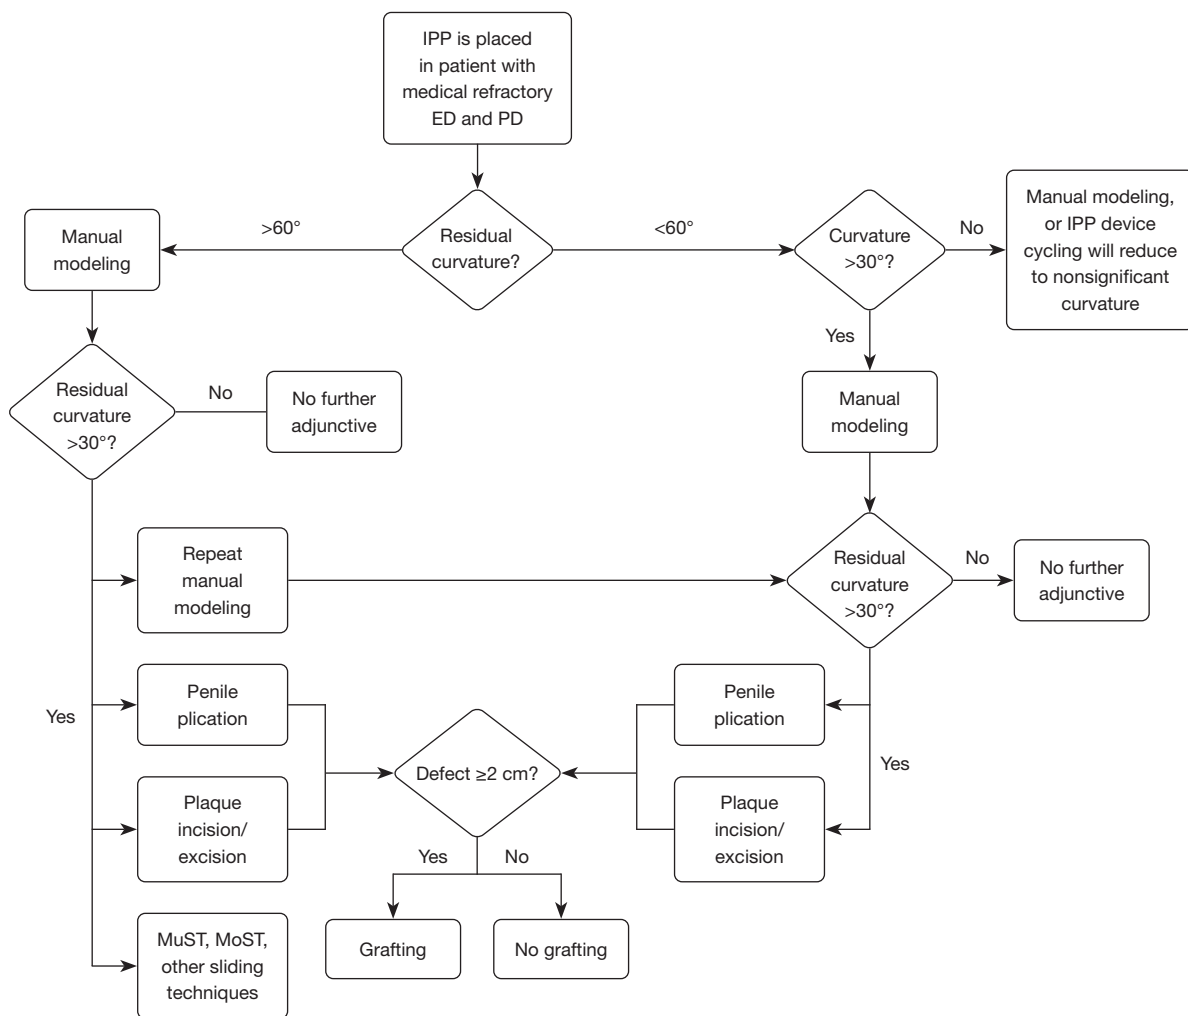 IPP is placed
in patient with
medical refractory
ED and PD
>60°
Residual
curvature?
<60°
Curvature
>30°?
No
Manual modeling,
or IPP device
cycling will reduce
to nonsignificant
curvature
Manual
modeling
Yes
Residual
curvature
>30°?
No
No further
adjunctive
Manual
modeling
Repeat
manual
modeling
Residual
curvature
>30°?
No
No further
adjunctive
Yes
Penile
plication
Plaque
incision/
excision
MuST, MoST,
other sliding
techniques
Defect ≥2 cm?
Penile
plication
Yes
Plaque
incision/
excision
Yes
No
Grafting
No grafting